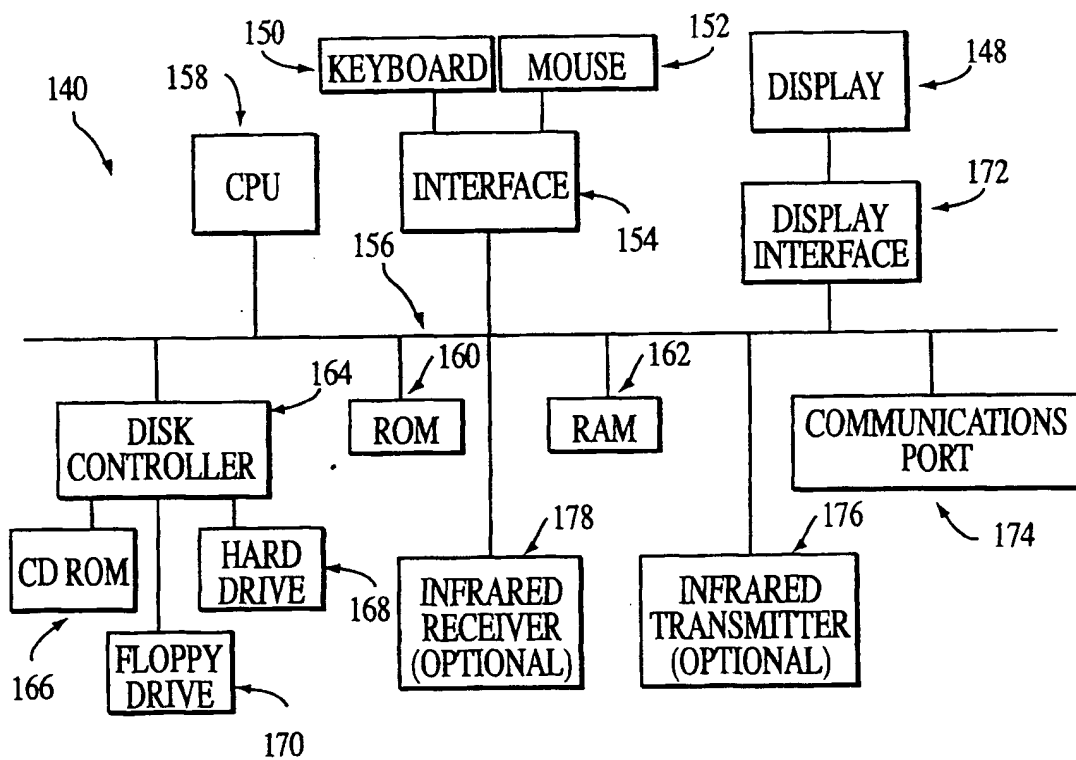 150
KEYBOARD
MOUSE
152
DISPLAY
148
140
158
CPU
INTERFACE
154
DISPLAY
INTERFACE
172
156
164
DISK
CONTROLLER
160
ROM
162
RAM
COMMUNICATIONS
PORT
174
CD ROM
166
HARD
DRIVE
168
FLOPPY
DRIVE
170
178
INFRARED
RECEIVER
(OPTIONAL)
176
INFRARED
TRANSMITTER
(OPTIONAL)